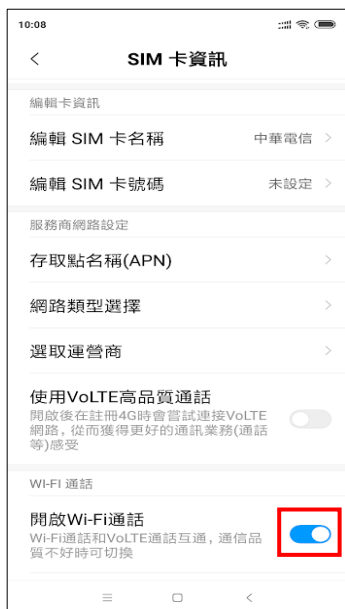 10:08
SIM 卡資訊
編輯卡資訊
編輯 SIM 卡名稱 中華電信
編輯 SIM 卡號碼 未設定
服務商網路設定
存取點名稱(APN)
網路類型選擇
選取運營商
使用VoLTE高品質通話
開啟後在註冊4G時會嘗試連接VoLTE
網路，從而獲得更好的通訊業務(通話
等)感受
WI-FI 通話
開啟Wi-Fi通話
Wi-Fi通話和VoLTE通話互通，通信品
質不好時可切換